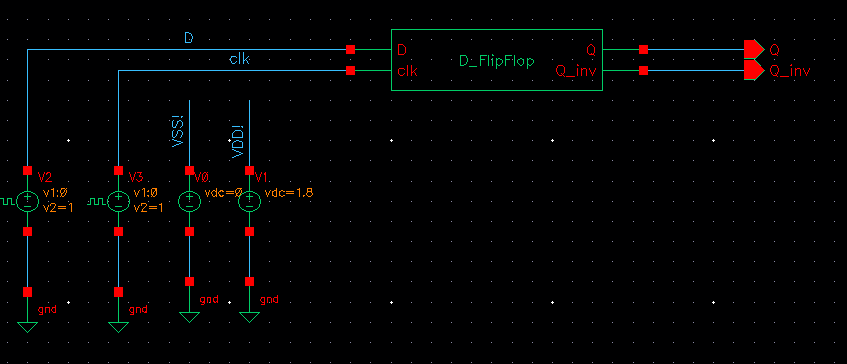 D
clk
D
clk
D_FlipFlop
Q
Q_inv
Q
Q_inv
VSS!
VDD!
V2
v1:0
v2=1
V3
v1:0
v2=1
V0
vdc=0
V1
vdc=1.8
gnd
gnd
gnd
gnd